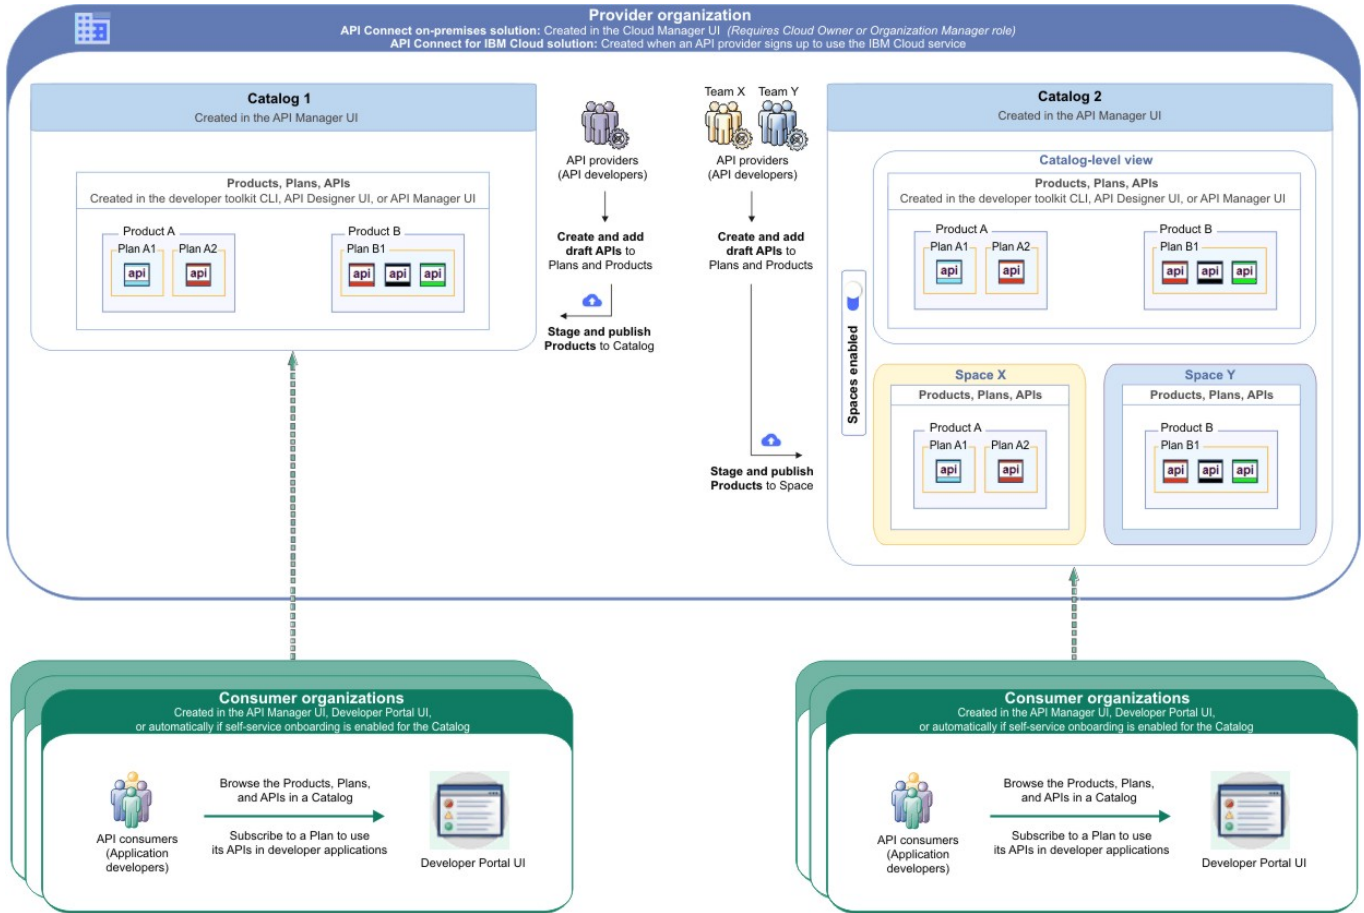 Provider organization
API Connect on-premises solution: Created in the Cloud Manager UI (Requires Cloud Owner or Organization Manager role)
API Connect for IBM Cloud solution: Created when an API provider signs up to use the IBM Cloud service
Catalog 1
Created in the API Manager UI
Products, Plans, APIs
Created in the developer toolkit CLI, API Designer UI, or API Manager UI
Product A
Plan A1
api
Plan A2
api
Product B
Plan B1
api
api
api
API providers
(API developers)
Create and add
draft APIs to
Plans and Products
Stage and publish
Products to Catalog
Team X
Team Y
API providers
(API developers)
Create and add
draft APIs to
Plans and Products
Stage and publish
Products to Space
Catalog 2
Created in the API Manager UI
Spaces enabled
Catalog-level view
Products, Plans, APIs
Created in the developer toolkit CLI, API Designer UI, or API Manager UI
Product A
Plan A1
api
Plan A2
api
Product B
Plan B1
api
api
api
Space X
Products, Plans, APIs
Product A
Plan A1
api
Plan A2
api
Space Y
Products, Plans, APIs
Product B
Plan B1
api
api
api
Consumer organizations
Created in the API Manager UI, Developer Portal UI,
or automatically if self-service onboarding is enabled for the Catalog
API consumers
(Application
developers)
Browse the Products, Plans,
and APIs in a Catalog
Subscribe to a Plan to use
its APIs in developer applications
Developer Portal UI
Consumer organizations
Created in the API Manager UI, Developer Portal UI,
or automatically if self-service onboarding is enabled for the Catalog
API consumers
(Application
developers)
Browse the Products, Plans,
and APIs in a Catalog
Subscribe to a Plan to use
its APIs in developer applications
Developer Portal UI